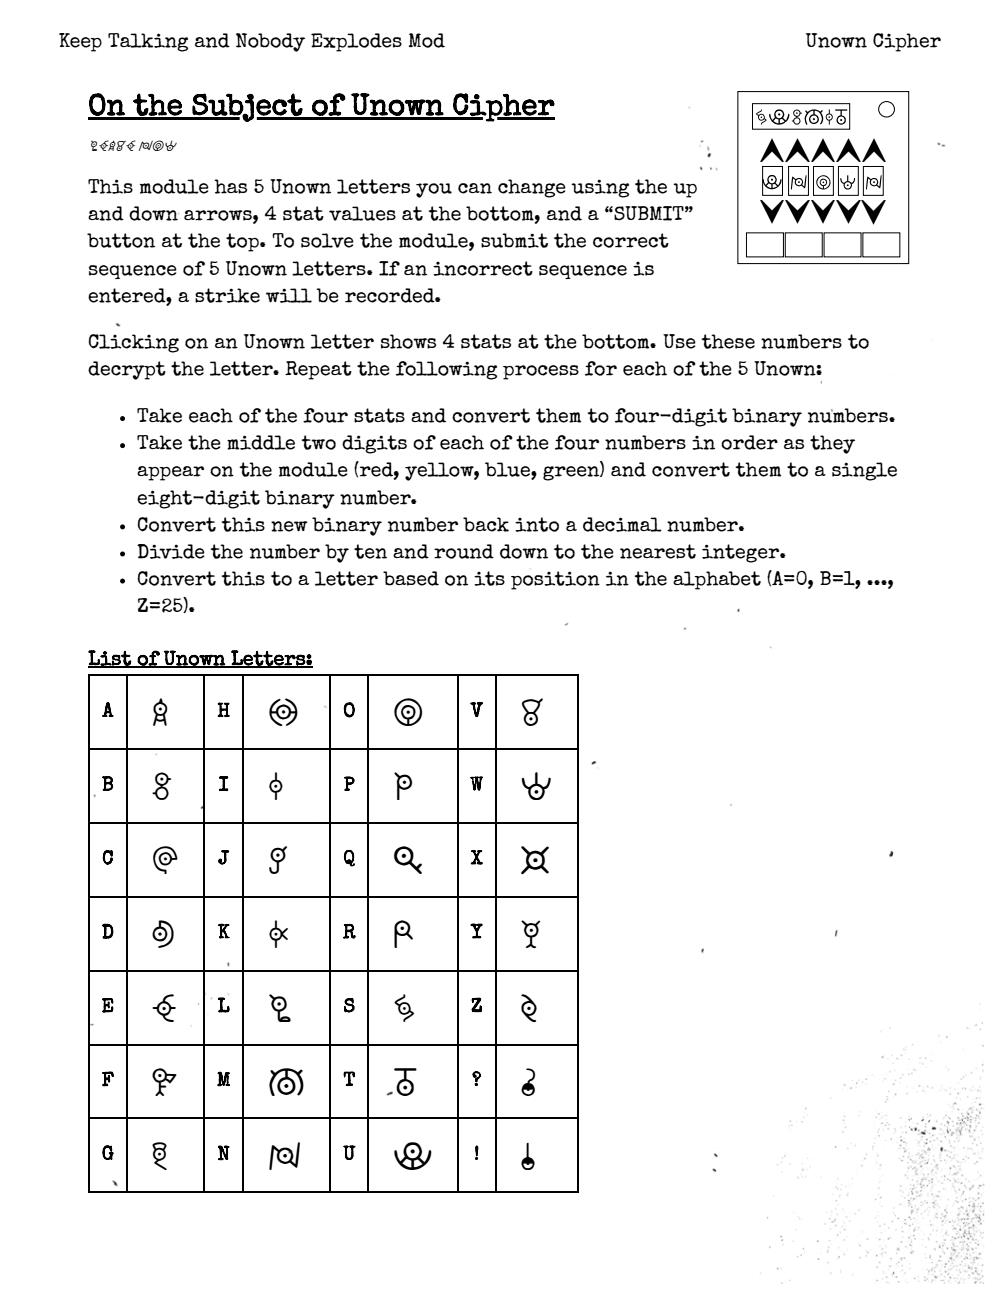 Keep Talking and Nobody Explodes Mod
Unown Cipher
On the Subject of Unown Cipher
This module has 5 Unown letters you can change using the up
and down arrows, 4 stat values at the bottom, and a “SUBMIT”
button at the top. To solve the module, submit the correct
sequence of 5 Unown letters. If an incorrect sequence is
entered, a strike will be recorded.
Clicking on an Unown letter shows 4 stats at the bottom. Use these numbers to
decrypt the letter. Repeat the following process for each of the 5 Unown:
• Take each of the four stats and convert them to four-digit binary numbers.
• Take the middle two digits of each of the four numbers in order as they
appear on the module (red, yellow, blue, green) and convert them to a single
eight-digit binary number.
• Convert this new binary number back into a decimal number.
• Divide the number by ten and round down to the nearest integer.
• Convert this to a letter based on its position in the alphabet (A=0, B=1, ...,
Z=25).
List of Unown Letters:
A H O V
B I P W
C J Q X
D K R Y
E L S Z
F M T ?
G N U !